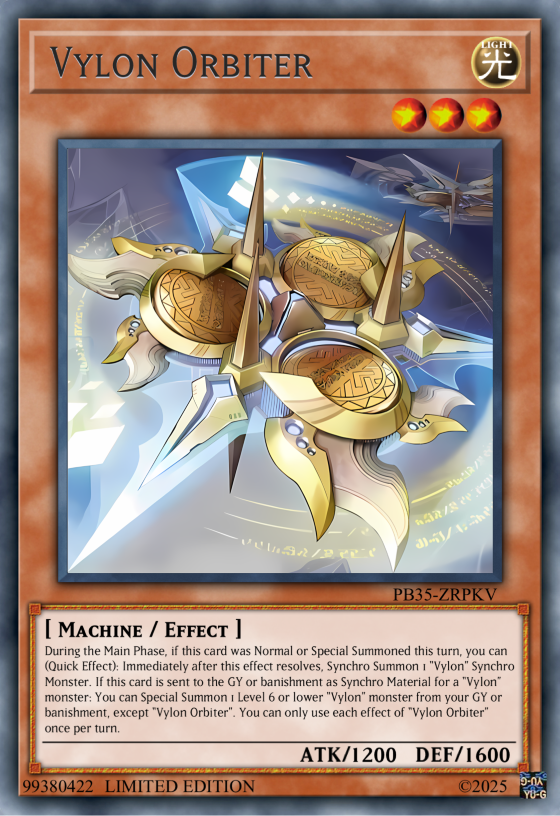 Vylon Orbiter
LIGHT
光
PB35-ZRPKV
[ Machine / Effect ]
During the Main Phase, if this card was Normal or Special Summoned this turn, you can
(Quick Effect): Immediately after this effect resolves, Synchro Summon 1 "Vylon" Synchro
Monster. If this card is sent to the GY or banishment as Synchro Material for a "Vylon"
monster: You can Special Summon 1 Level 6 or lower "Vylon" monster from your GY or
banishment, except "Vylon Orbiter". You can only use each effect of "Vylon Orbiter"
once per turn.
ATK/1200 DEF/1600
99380422 LIMITED EDITION
©2025